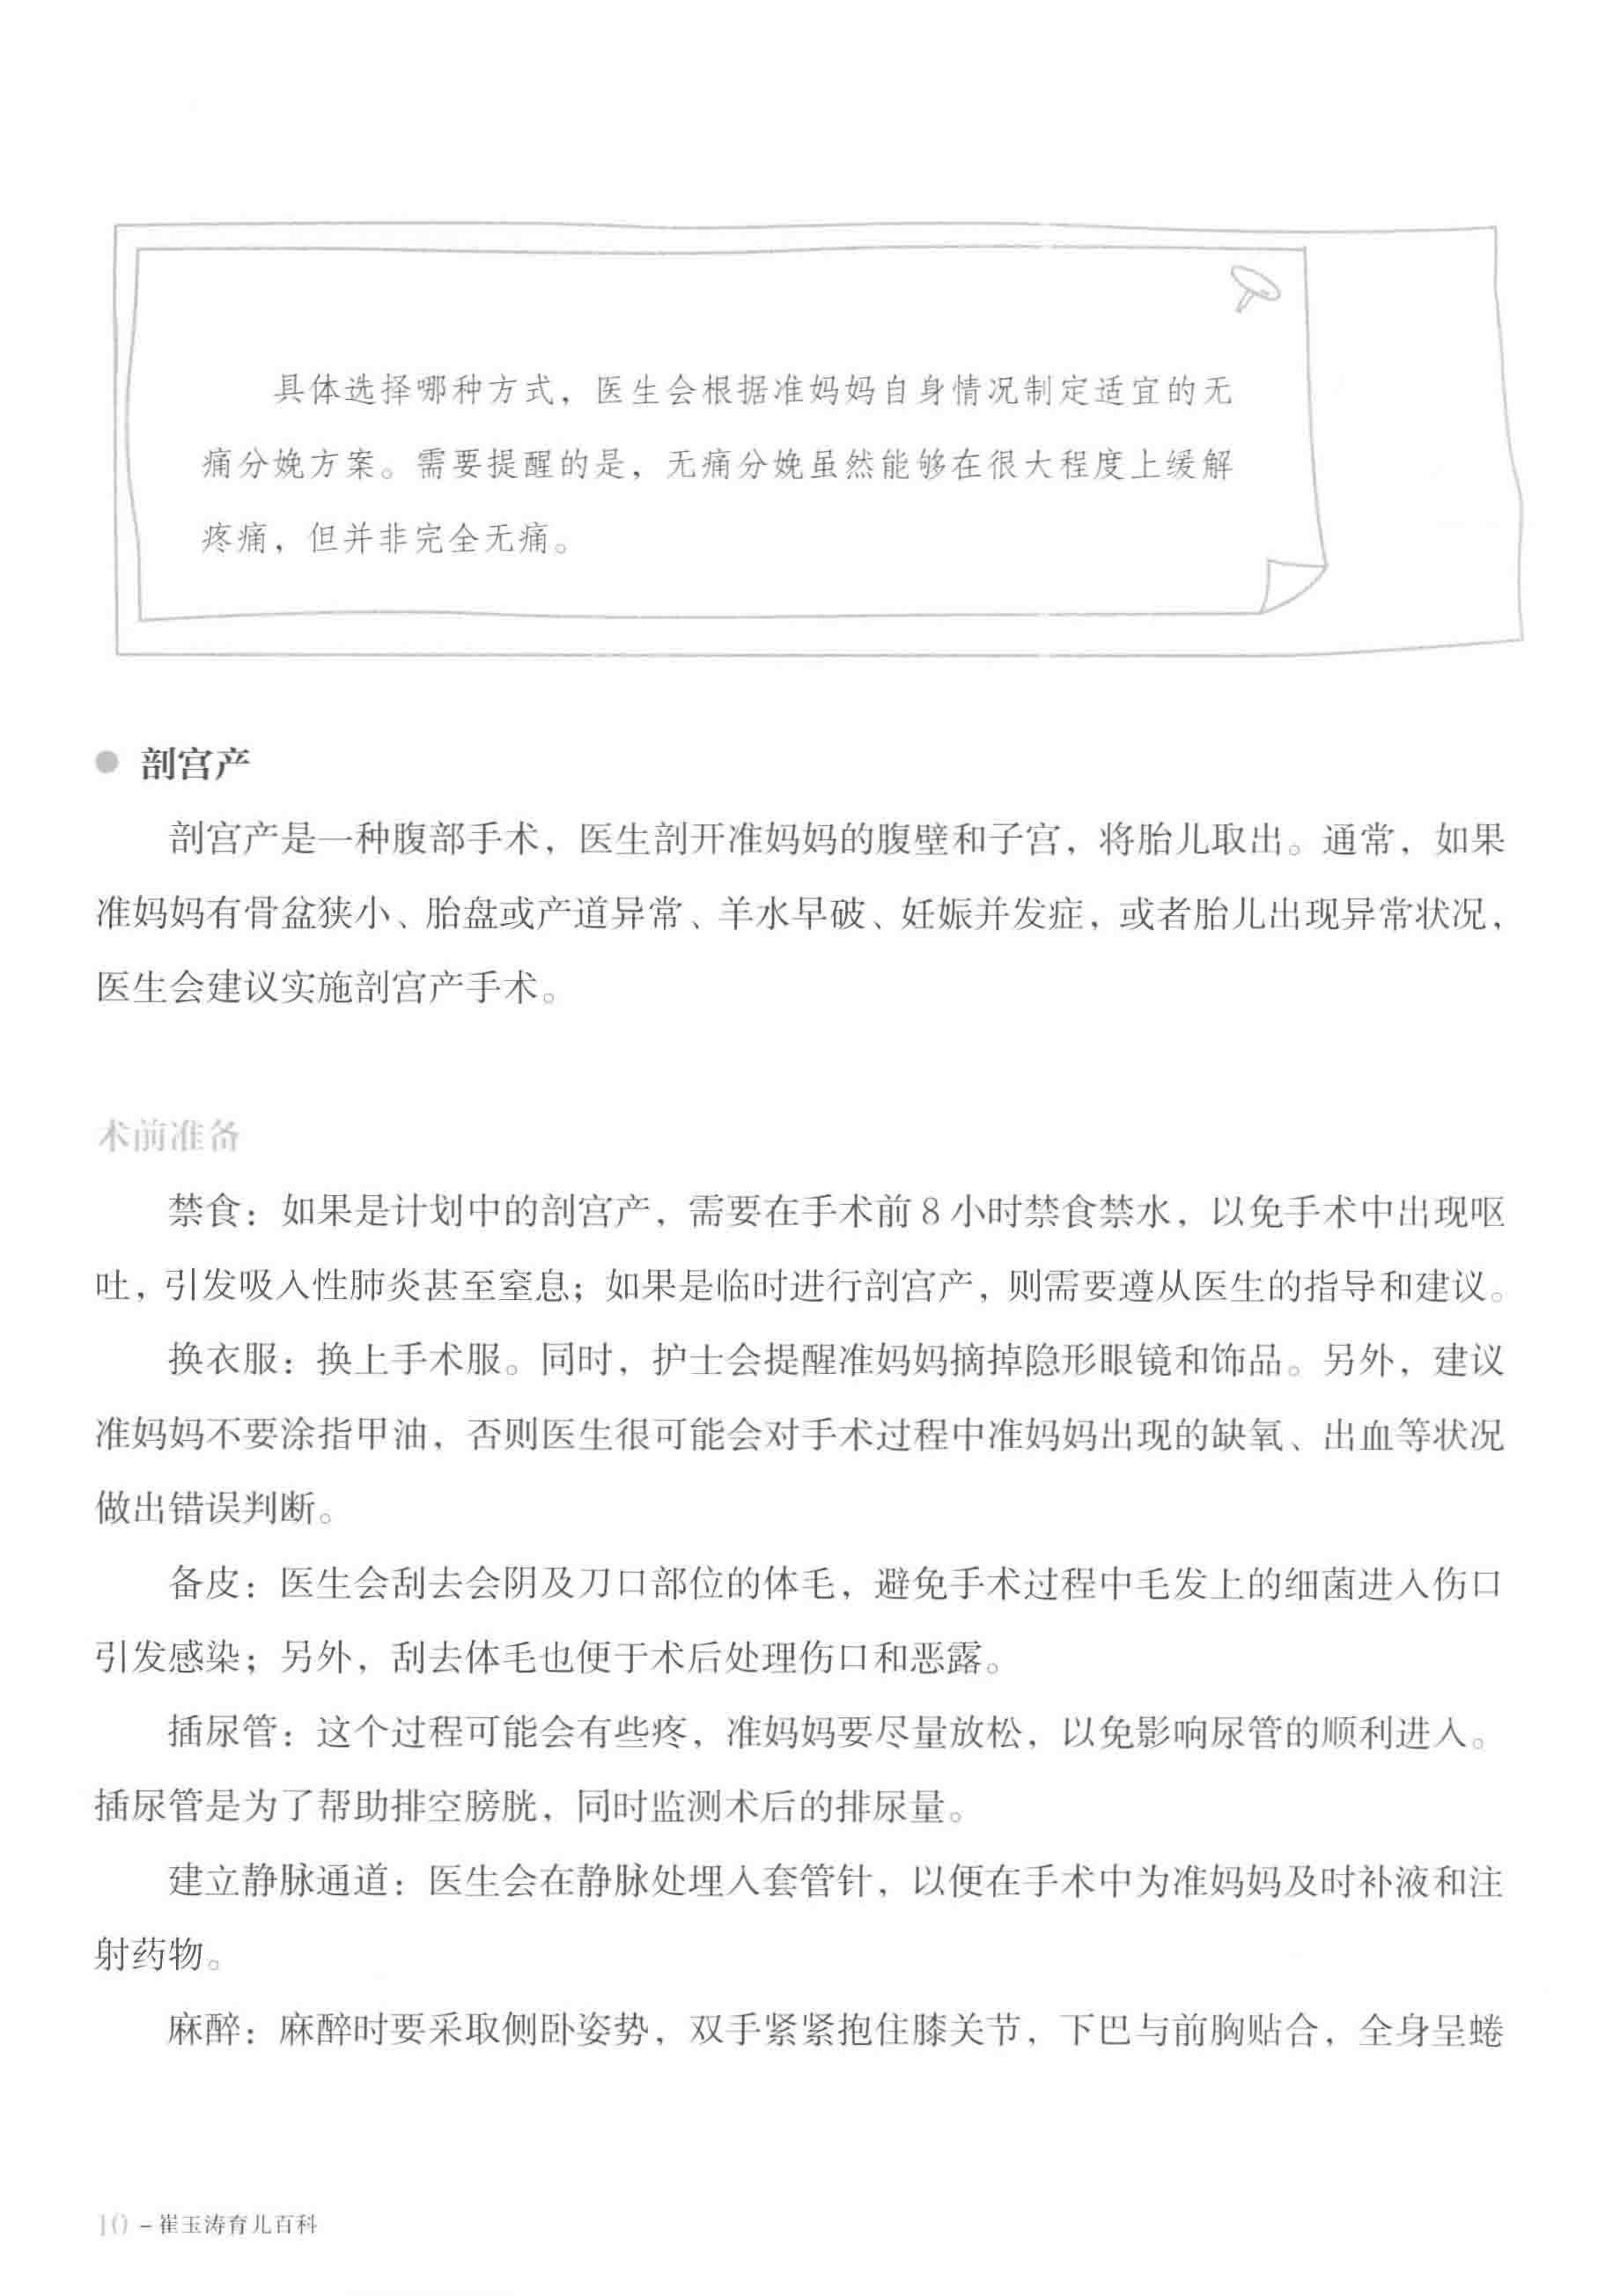 具体选择哪种方式，医生会根据准妈妈自身情况制定适宜的无
痛分娩方案。需要提醒的是，无痛分娩虽然能够在很大程度上缓解
疼痛，但并非完全无痛。
● 剖宫产
剖宫产是一种腹部手术，医生剖开准妈妈的腹壁和子宫，将胎儿取出。通常，如果
准妈妈有骨盆狭小、胎盘或产道异常、羊水早破、妊娠并发症，或者胎儿出现异常状况，
医生会建议实施剖宫产手术。
术前准备
禁食：如果是计划中的剖宫产，需要在手术前 8 小时禁食禁水，以免手术中出现呕
吐，引发吸入性肺炎甚至窒息；如果是临时进行剖宫产，则需要遵从医生的指导和建议。
换衣服：换上手术服。同时，护士会提醒准妈妈摘掉隐形眼镜和饰品。另外，建议
准妈妈不要涂指甲油，否则医生很可能会对手术过程中准妈妈出现的缺氧、出血等状况
做出错误判断。
备皮：医生会刮去会阴及刀口部位的体毛，避免手术过程中毛发上的细菌进入伤口
引发感染；另外，刮去体毛也便于术后处理伤口和恶露。
插尿管：这个过程可能会有些疼，准妈妈要尽量放松，以免影响尿管的顺利进入。
插尿管是为了帮助排空膀胱，同时监测术后的排尿量。
建立静脉通道：医生会在静脉处埋入套管针，以便在手术中为准妈妈及时补液和注
射药物。
麻醉：麻醉时要采取侧卧姿势，双手紧紧抱住膝关节，下巴与前胸贴合，全身呈蜷
10 – 崔玉涛育儿百科